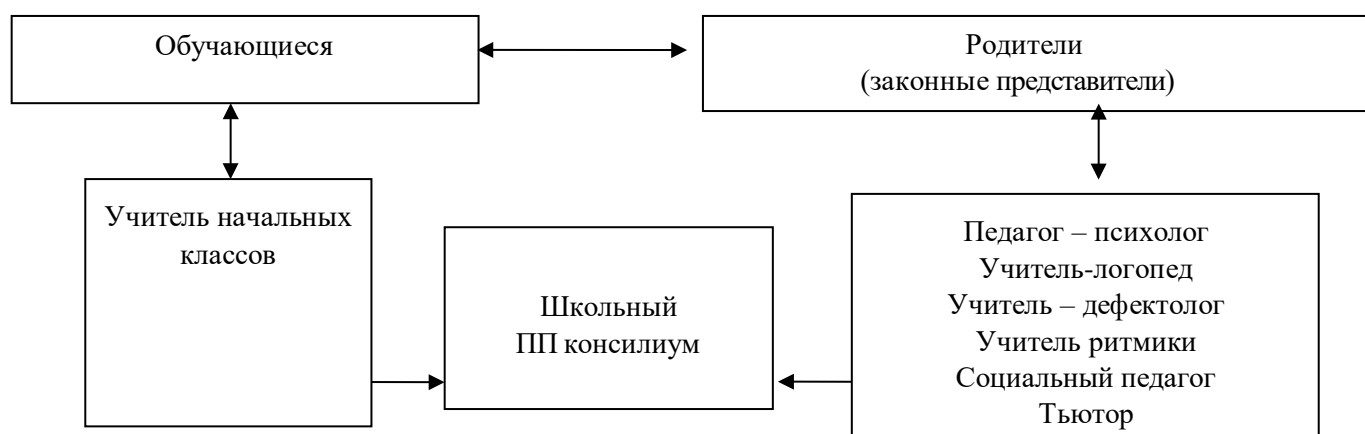 Обучающиеся
Родители
(законные представители)
Учитель начальных
классов
Школьный
ПП консилиум
Педагог – психолог
Учитель-логопед
Учитель – дефектолог
Учитель ритмики
Социальный педагог
Тьютор